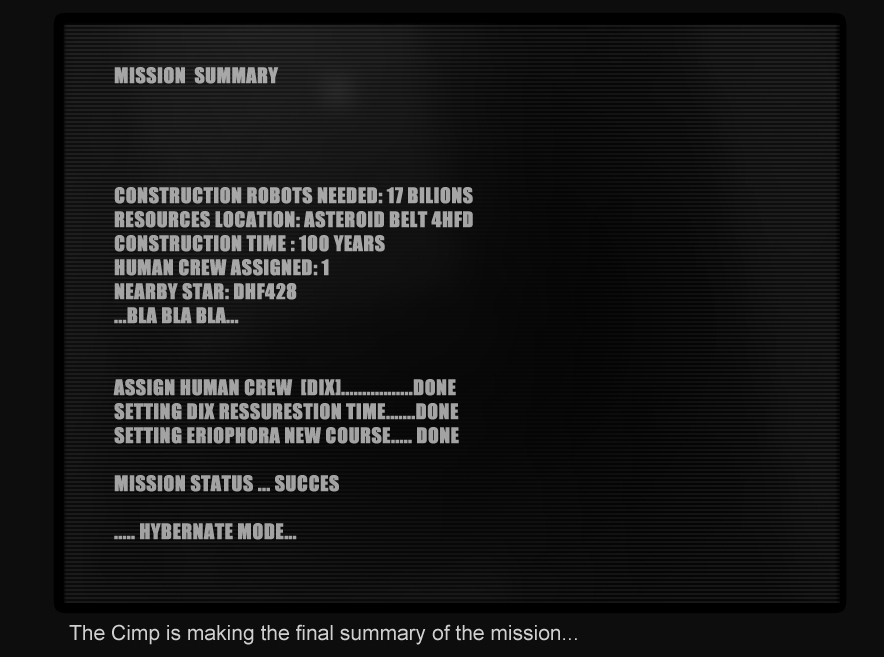 MISSION SUMMARY
CONSTRUCTION ROBOTS NEEDED: 17 BILIONS
RESOURCES LOCATION: ASTEROID BELT 4HFD
CONSTRUCTION TIME : 100 YEARS
HUMAN CREW ASSIGNED: 1
NEARBY STAR: DHF428
...BLA BLA BLA...
ASSIGN HUMAN CREW [DIX].................DONE
SETTING DIX RESSURESTION TIME.......DONE
SETTING ERIOPHORA NEW COURSE..... DONE
MISSION STATUS ... SUCCES
..... HYBERNATE MODE...
The Cimp is making the final summary of the mission...